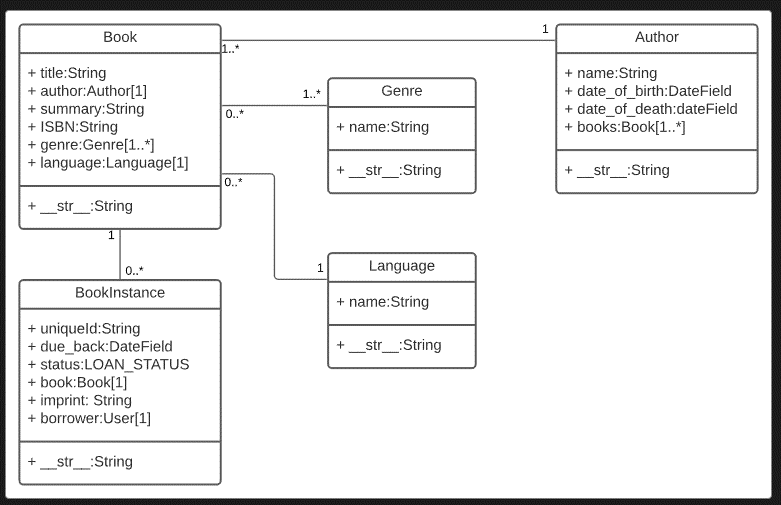 Book
+ title:String
+ author:Author[1]
+ summary:String
+ ISBN:String
+ genre:Genre[1..*]
+ language:Language[1]
+ __str__:String
1..*
1
Author
+ name:String
+ date_of_birth:DateField
+ date_of_death:dateField
+ books:Book[1..*]
+ __str__:String
0..*
1..*
Genre
+ name:String
+ __str__:String
0..*
1
Language
+ name:String
+ __str__:String
1
0..*
BookInstance
+ uniqueId:String
+ due_back:DateField
+ status:LOAN_STATUS
+ book:Book[1]
+ imprint: String
+ borrower:User[1]
+ __str__:String